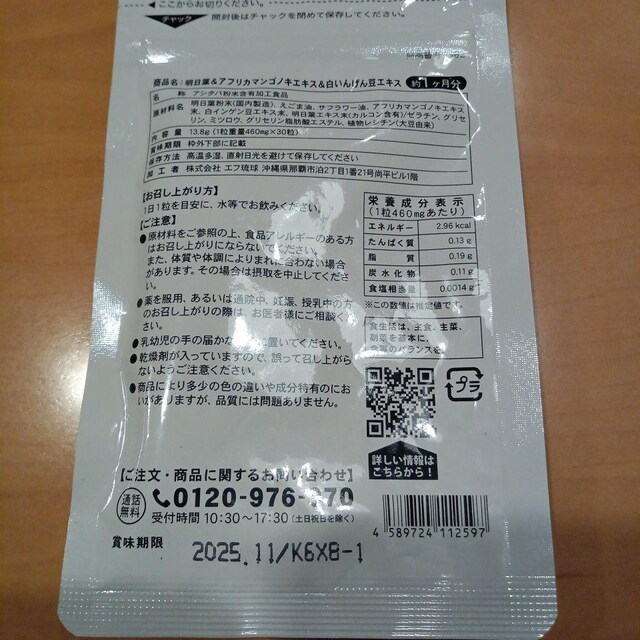 ここからお切りください。
チャック 開封後はチャックを閉めて保存してください。
商品名:明日葉&アフリカマンゴノキエキス&白いんげん豆エキス 約1ヶ月分
名 称 アシタバ粉末含有加工食品
原材料名 明日葉粉末(国内製造)、えごま油、サフラワー油、アフリカマンゴノキエキス
末、白インゲン豆エキス末、明日葉エキス末(カルコン含有)/ゼラチン、グリセ
リン、ミツロウ、グリセリン脂肪酸エステル、植物レシチン(大豆由来)
内容量 13.8g(1粒重量460mg×30粒)
賞味期限 枠外下部に記載
保存方法 高温多湿、直射日光を避けて保存してください
加工者 株式会社 エフ琉球 沖縄県那覇市泊2丁目1番21号尚平ビル1階
【お召し上がり方】
1日1粒を目安に、水等でお飲みください。
【ご注意】
●原材料をご参照の上、食品アレルギーのある方
はお召し上がりにならないでください。
また、体質や体調によりまれに合わない場合
があります。その場合は摂取を中止してくださ
い。
●薬を服用、あるいは通院中、妊娠、授乳中の方
のお召し上がりの際は、お医者様にご相談くださ
い。
●乳幼児の手の届かない に置いてください。
●乾燥剤が入っていますので、誤って召し上がら
ないようご注意ください。
●商品により多少の色の違いや成分特有のにお
いがありますが、品質には問題ありません。
栄養成分表示
(1粒460mgあたり)
エネルギー 2.96kcal
たんぱく質 0.13g
脂質 0.19g
炭水化物 0.11g
食塩相当量 0.0014g
※この数値は推定値です。
食生活は、主食、主菜、
副菜を基本に、
食事のバランスを。
プラ
詳しい情報は
こちらから!
【ご注文・商品に関するお問い合わせ】
通話無料 0120-976-270
受付時間 10:30〜17:30(土日祝日を除く)
4 589724 112597
賞味期限 2025.11/K6X8-1